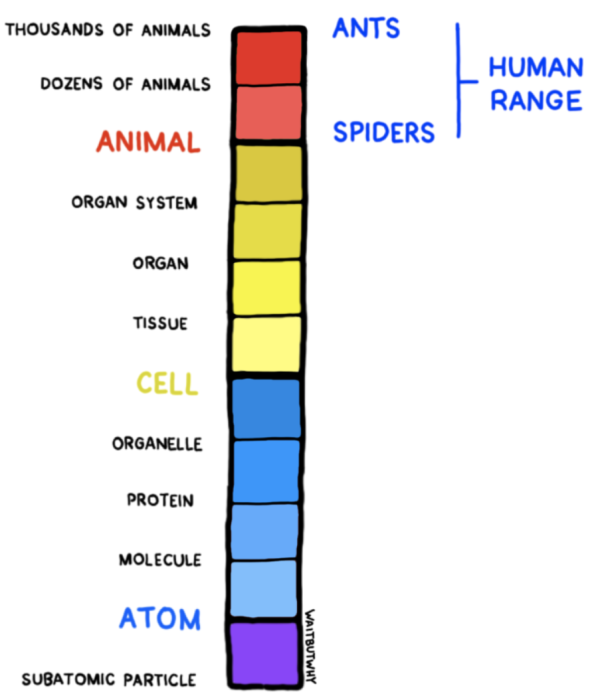 THOUSANDS OF ANIMALS
ANTS
DOZENS OF ANIMALS
HUMAN
RANGE
ANIMAL
SPIDERS
ORGAN SYSTEM
ORGAN
TISSUE
CELL
ORGANELLE
PROTEIN
MOLECULE
ATOM
WAITBUTWHY
SUBATOMIC PARTICLE